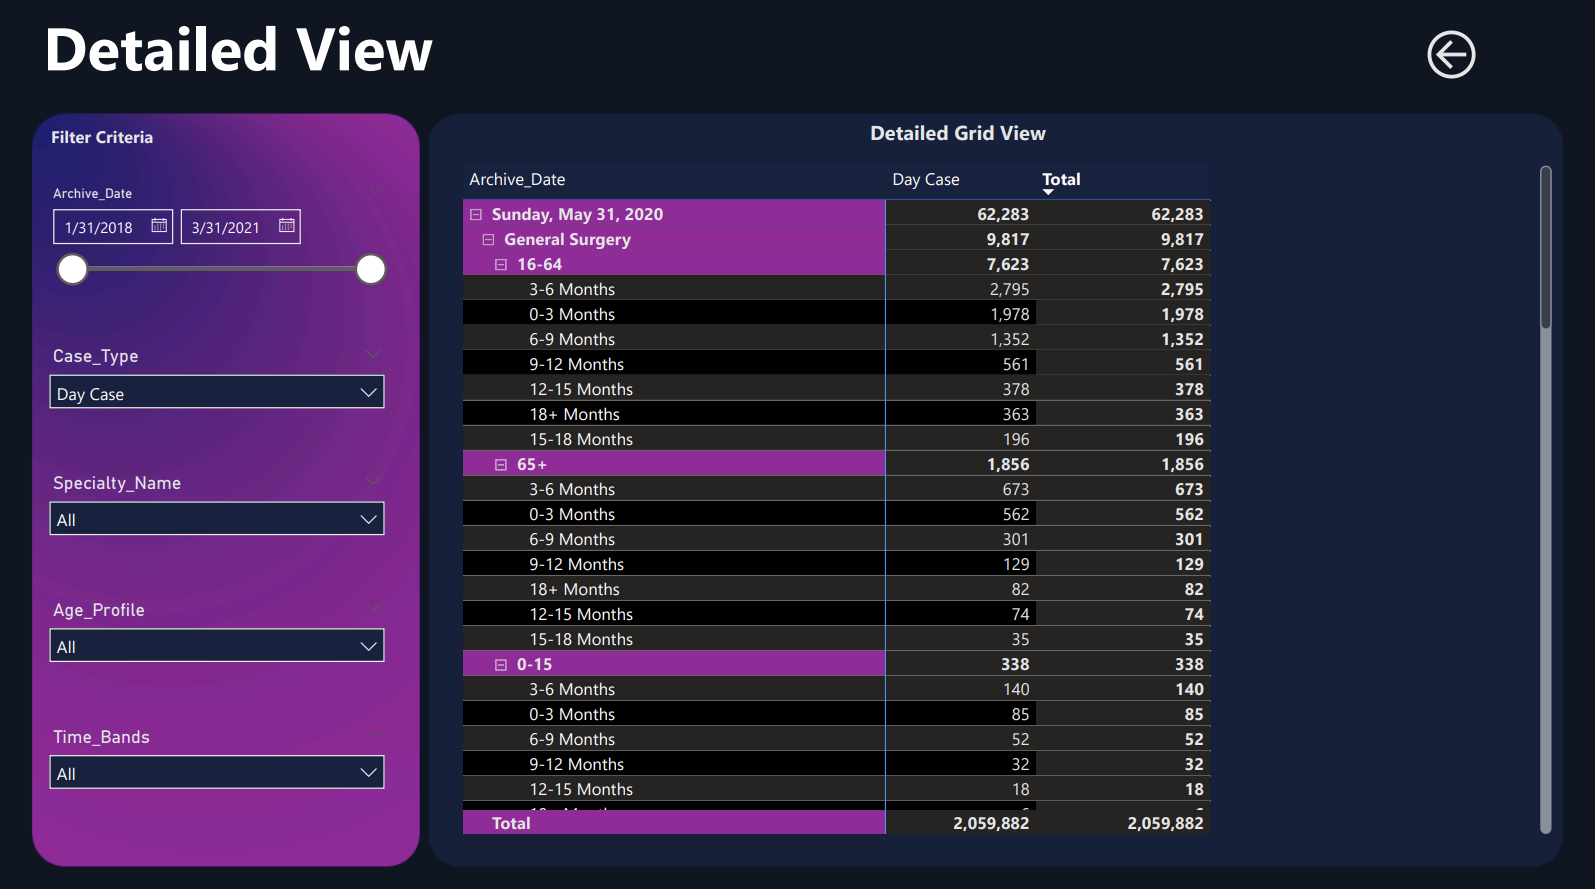 Detailed View
Filter Criteria
Archive_Date
1/31/2018 3/31/2021
Case_Type
Day Case
Specialty_Name
All
Age_Profile
All
Time_Bands
All
Detailed Grid View
Archive_Date Day Case Total
Sunday, May 31, 2020 62,283 62,283
General Surgery 9,817 9,817
16-64 7,623 7,623
3-6 Months 2,795 2,795
0-3 Months 1,978 1,978
6-9 Months 1,352 1,352
9-12 Months 561 561
12-15 Months 378 378
18+ Months 363 363
15-18 Months 196 196
65+ 1,856 1,856
3-6 Months 673 673
0-3 Months 562 562
6-9 Months 301 301
9-12 Months 129 129
18+ Months 82 82
12-15 Months 74 74
15-18 Months 35 35
0-15 338 338
3-6 Months 140 140
0-3 Months 85 85
6-9 Months 52 52
9-12 Months 32 32
12-15 Months 18 18
Total 2,059,882 2,059,882